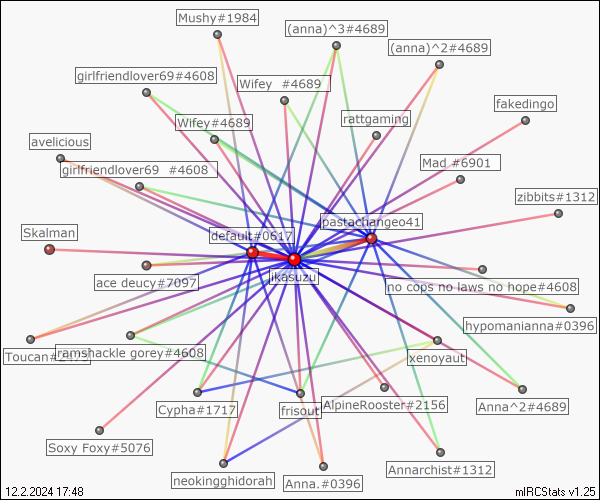 Mushy#1984
(anna)^3#4689
(anna)^2#4689
girlfriendlover69#4608
Wifey #4689
fakedingo
Wifey#4689
rattgaming
avelicious
girlfriendlover69 #4608
Mad #6901
zibbits#1312
pastachangeo41
Skalman
default#0617
ace deucy#7097
ikasuzu
no cops no laws no hope#4608
hypomanianna#0396
Toucan#
ramshackle gorey#4608
xenoyaut
Cypha#1717
frisout
AlpineRooster#2156
Anna^2#4689
Soxy Foxy#5076
neokingghidorah
Anna.#0396
Annarchist#1312
12.2.2024 17:48
mIRCStats v1.25